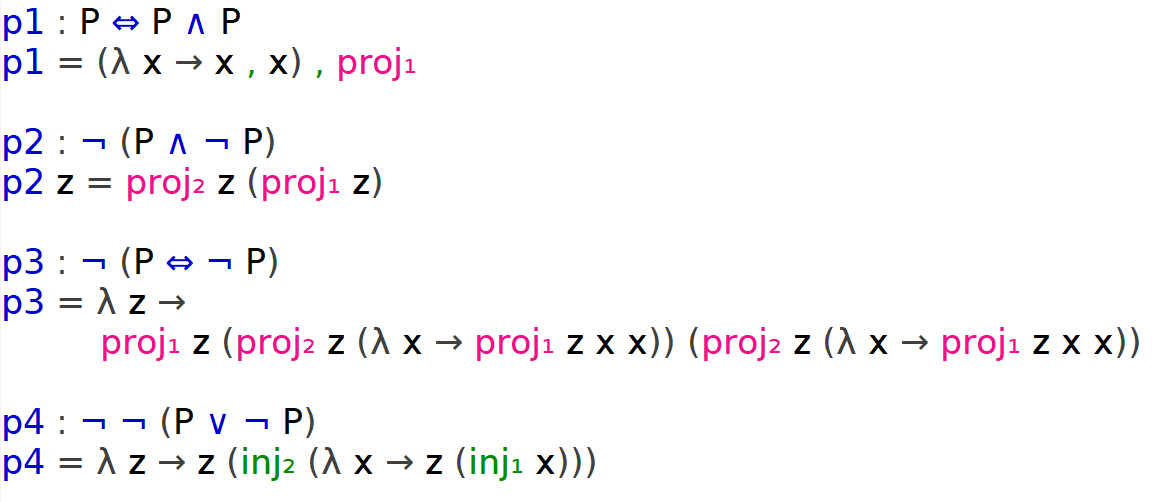 p1 : P ⇔ P ∧ P
p1 = (λ x → x , x) , proj₁
p2 : ¬ (P ∧ ¬ P)
p2 z = proj₂ z (proj₁ z)
p3 : ¬ (P ⇔ ¬ P)
p3 = λ z →
proj₁ z (proj₂ z (λ x → proj₁ z x x)) (proj₂ z (λ x → proj₁ z x x))
p4 : ¬ ¬ (P ∨ ¬ P)
p4 = λ z → z (inj₂ (λ x → z (inj₁ x)))